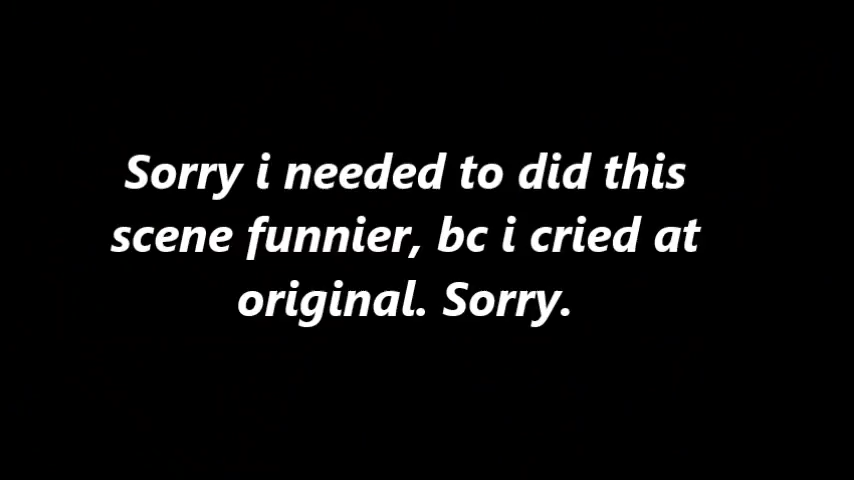 Sorry i needed to did this
scene funnier, bc i cried at
original. Sorry.